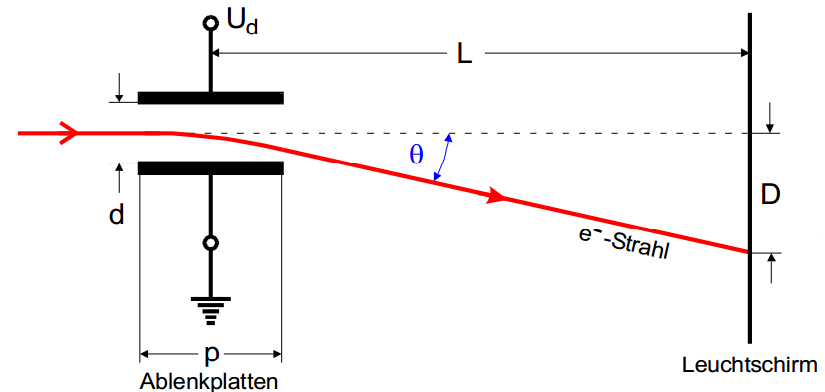 U_d
L
θ
D
d
e⁻-Strahl
p
Leuchtschirm
Ablenkplatten